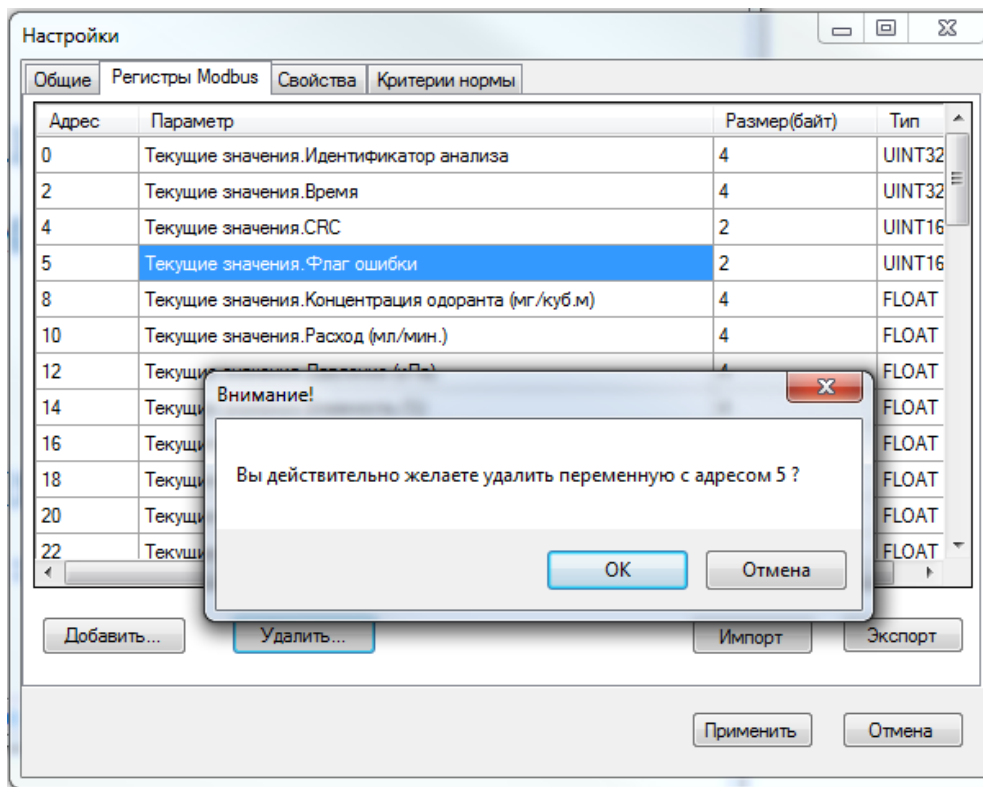 Настройки
Общие Регистры Modbus Свойства Критерии нормы
Адрес Параметр Размер(байт) Тип
0 Текущие значения.Идентификатор анализа 4 UINT32
2 Текущие значения.Время 4 UINT32
4 Текущие значения.CRC 2 UINT16
5 Текущие значения.Флаг ошибки 2 UINT16
8 Текущие значения.Концентрация одоранта (мг/куб.м) 4 FLOAT
10 Текущие значения.Расход (мл/мин.) 4 FLOAT
12 FLOAT
14 FLOAT
16 FLOAT
18 FLOAT
20 FLOAT
22 FLOAT
Внимание!
Вы действительно желаете удалить переменную с адресом 5 ?
OK Отмена
Добавить... Удалить... Импорт Экспорт
Применить Отмена